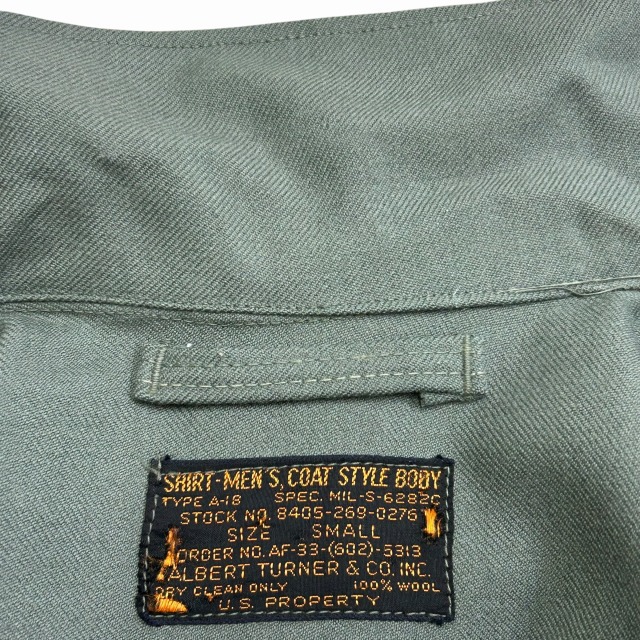 SHIRT-MEN'S, COAT STYLE BODY
TYPE A-18 SPEC. MIL-S-6282C
STOCK NO. 8405-269-0276
SIZE SMALL
ORDER NO. AF-33-(602)-5313
ALBERT TURNER & CO. INC.
DRY CLEAN ONLY 100% WOOL
U.S. PROPERTY